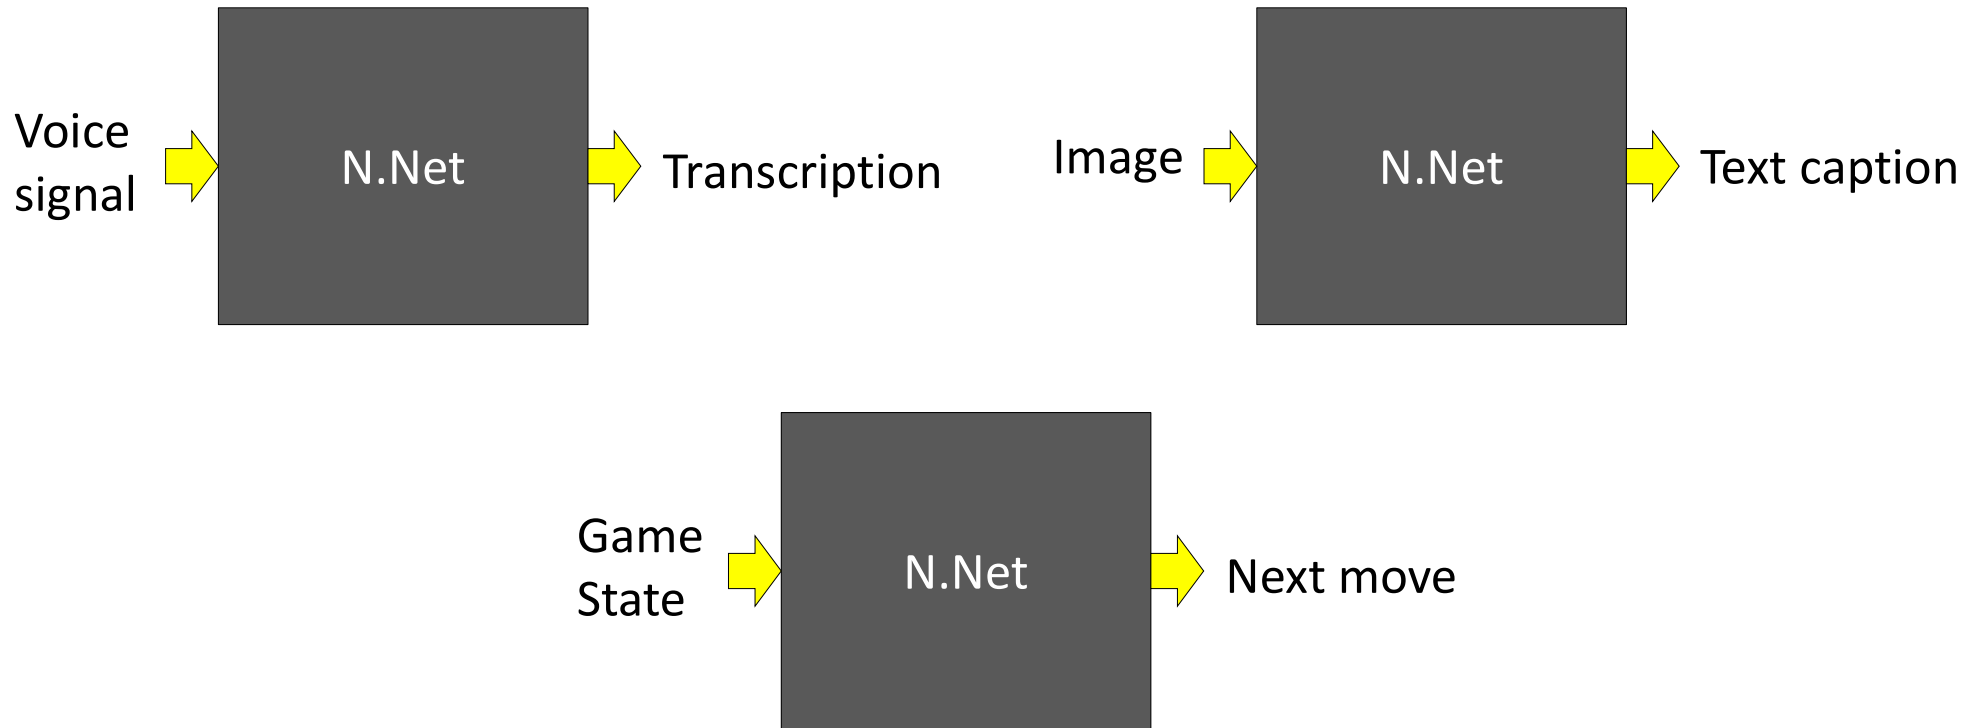 Voice
signal
N.Net
Transcription
Image
N.Net
Text caption
Game
State
N.Net
Next move